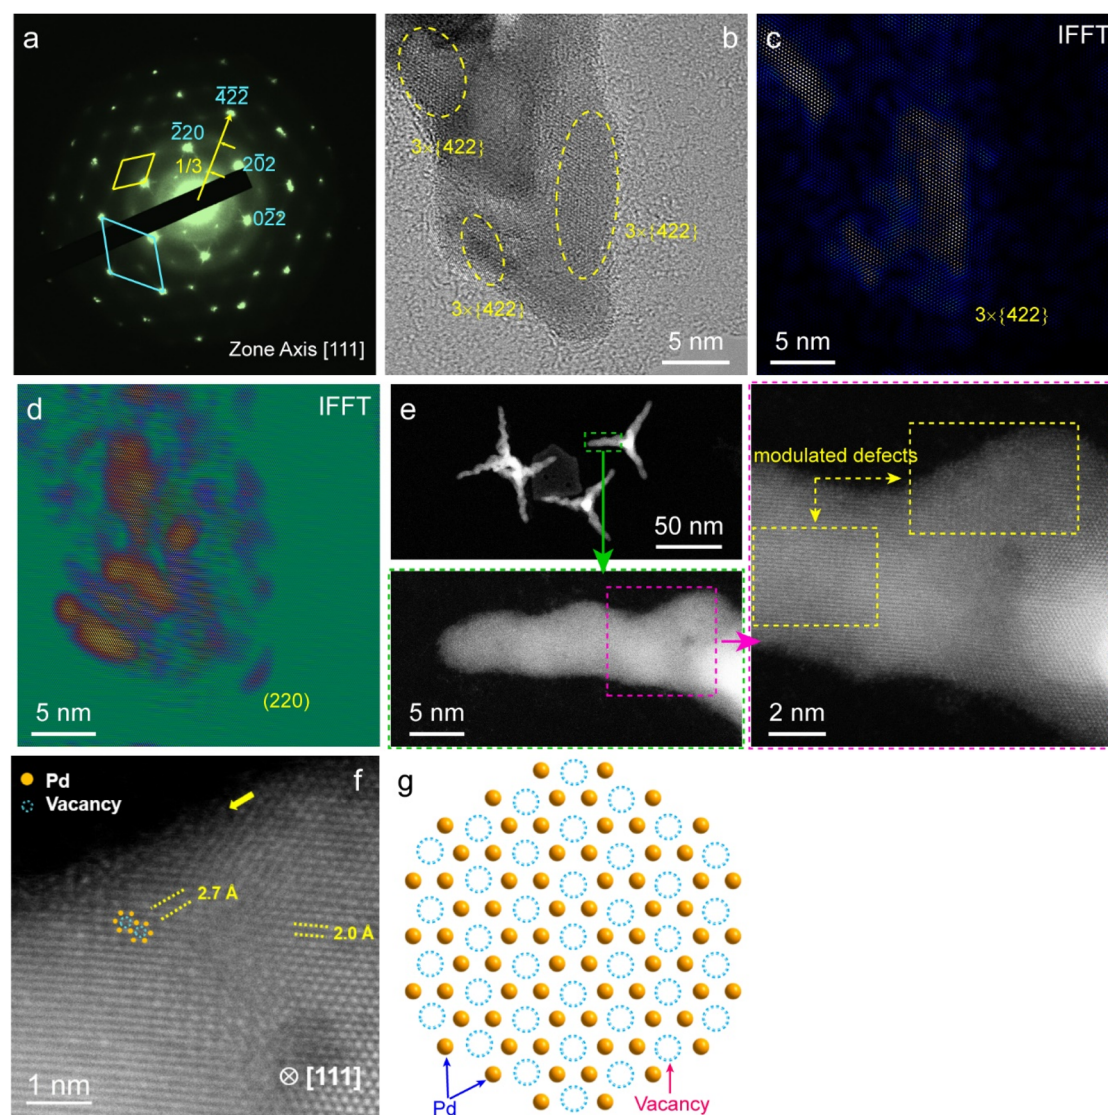 a
4̅2̅2̅
2̅20
1/3
2̅02
02̅2
Zone Axis [111]
b
3×{422}
3×{422}
3×{422}
5 nm
c
IFFT
3×{422}
5 nm
d
IFFT
(220)
5 nm
e
50 nm
5 nm
modulated defects
2 nm
f
Pd
Vacancy
2.7 Å
2.0 Å
1 nm
⊗ [111]
g
Pd
Vacancy